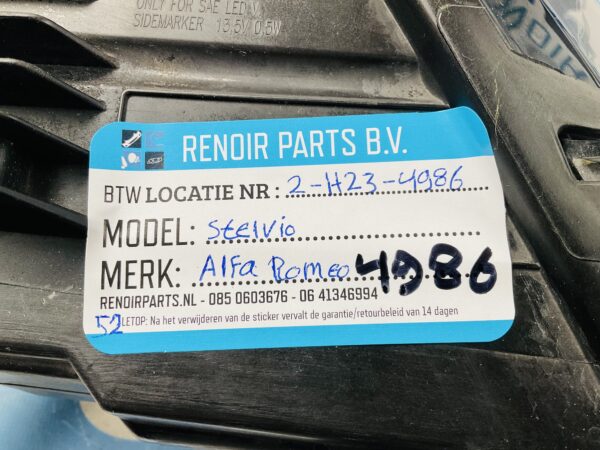 ONLY FOR SAE LED
SIDEMARKER 13,5V 0,5W
RENOIR PARTS B.V.
BTW LOCATIE NR : 2-H23-4986
MODEL: Stelvio
MERK: Alfa Romeo 4986
RENOIRPARTS.NL - 085 0603676 - 06 41346994
52 LETOP: Na het verwijderen van de sticker vervalt de garantie/retourbeleid van 14 dagen